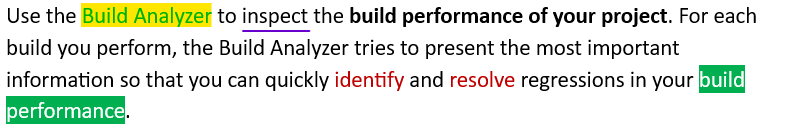 Use the Build Analyzer to inspect the build performance of your project. For each
build you perform, the Build Analyzer tries to present the most important
information so that you can quickly identify and resolve regressions in your build
performance.